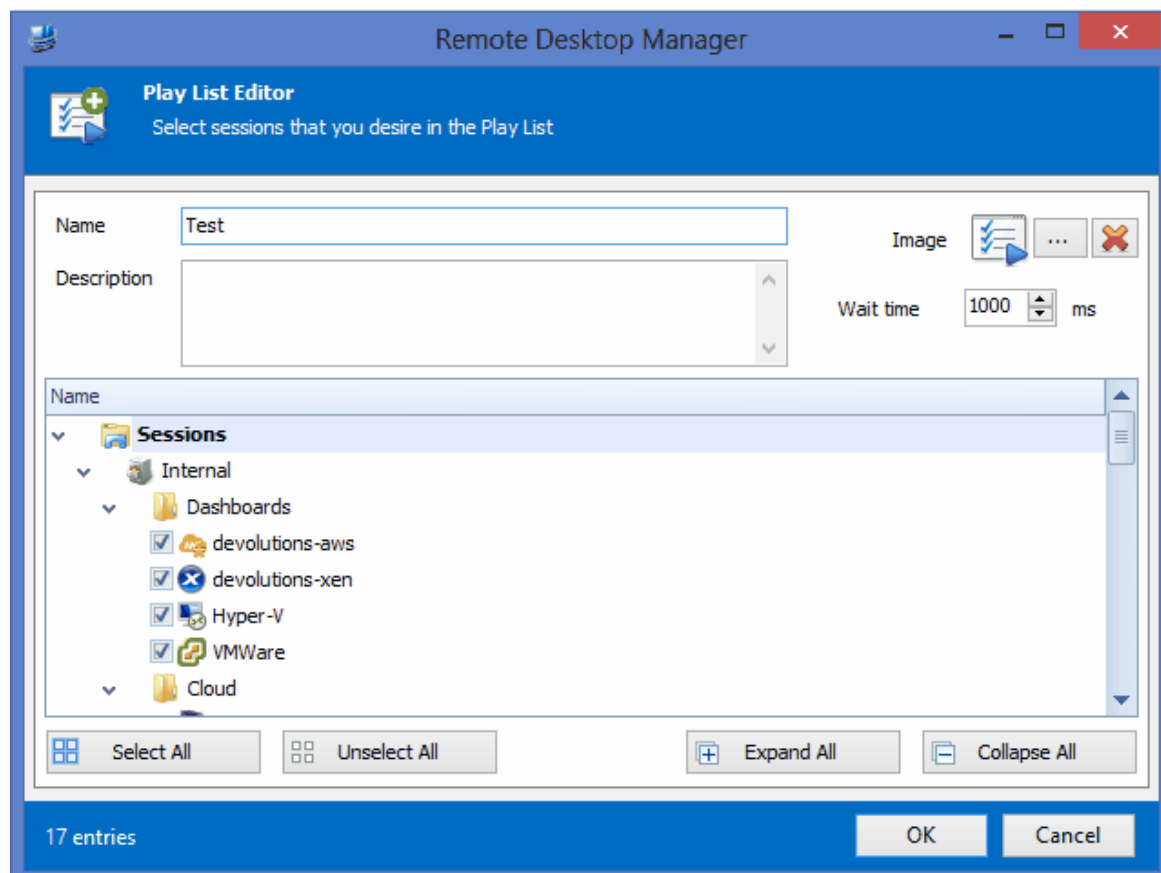 Remote Desktop Manager
Play List Editor
Select sessions that you desire in the Play List
Name Test
Image ...
Description
Wait time 1000 ms
Name
Sessions
Internal
Dashboards
devolutions-aws
devolutions-xen
Hyper-V
VMWare
Cloud
Select All Unselect All Expand All Collapse All
17 entries OK Cancel